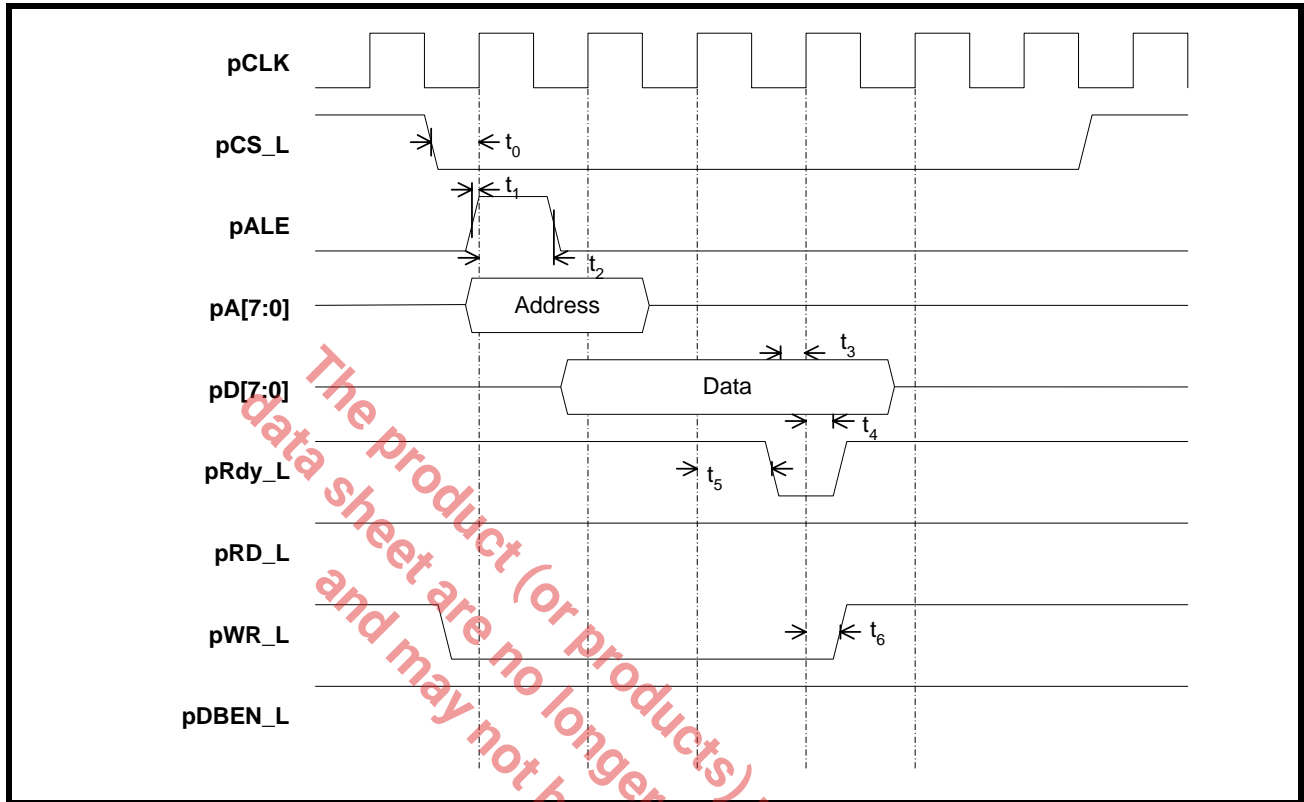 pCLK
pCS_L
t0
t1
pALE
t2
pA[7:0]
Address
t3
pD[7:0]
Data
t4
pRdy_L
t5
pRD_L
pWR_L
t6
pDBEN_L
The product (or products)
data sheet are no longer
and may not